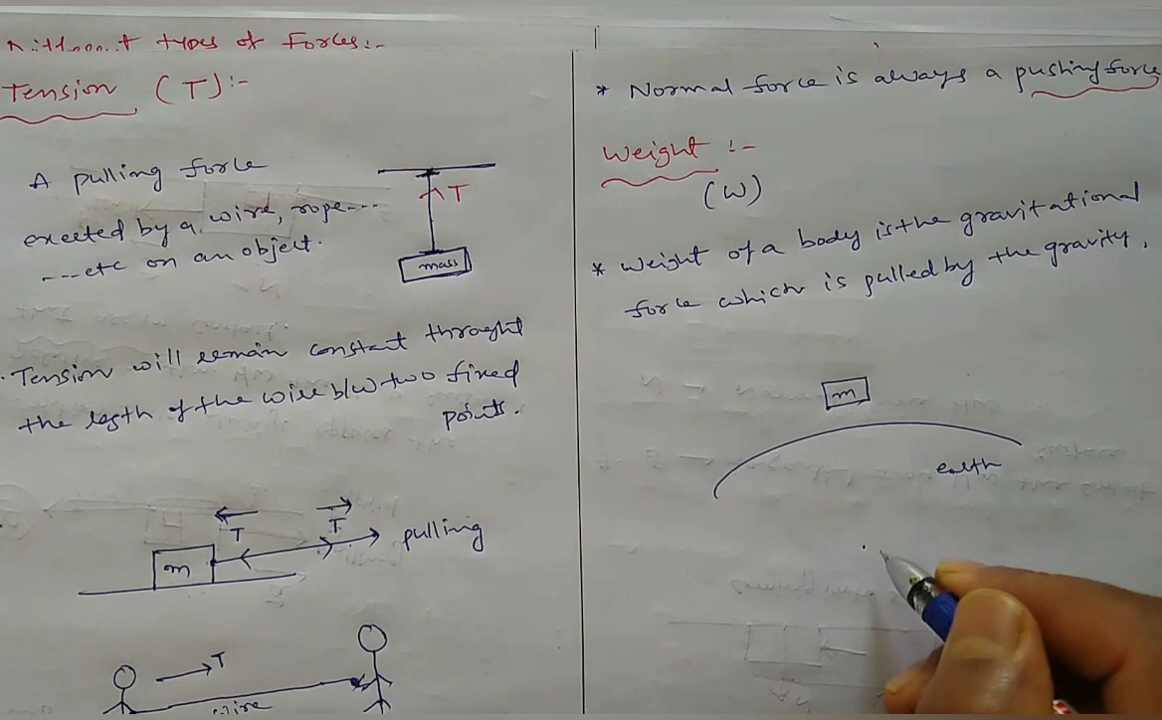 types of Forces:-
Tension (T):-
A pulling force
exected by a wire, rope---
---etc on an object.
T
mass
Tension will remain constant throught
the legth of the wire b/w two fixed
points.
T
T
pulling
m
T
wire
* Normal force is always a pushing force
Weight :-
(W)
* Weight of a body is the gravitational
force which is pulled by the gravity,
m
earth